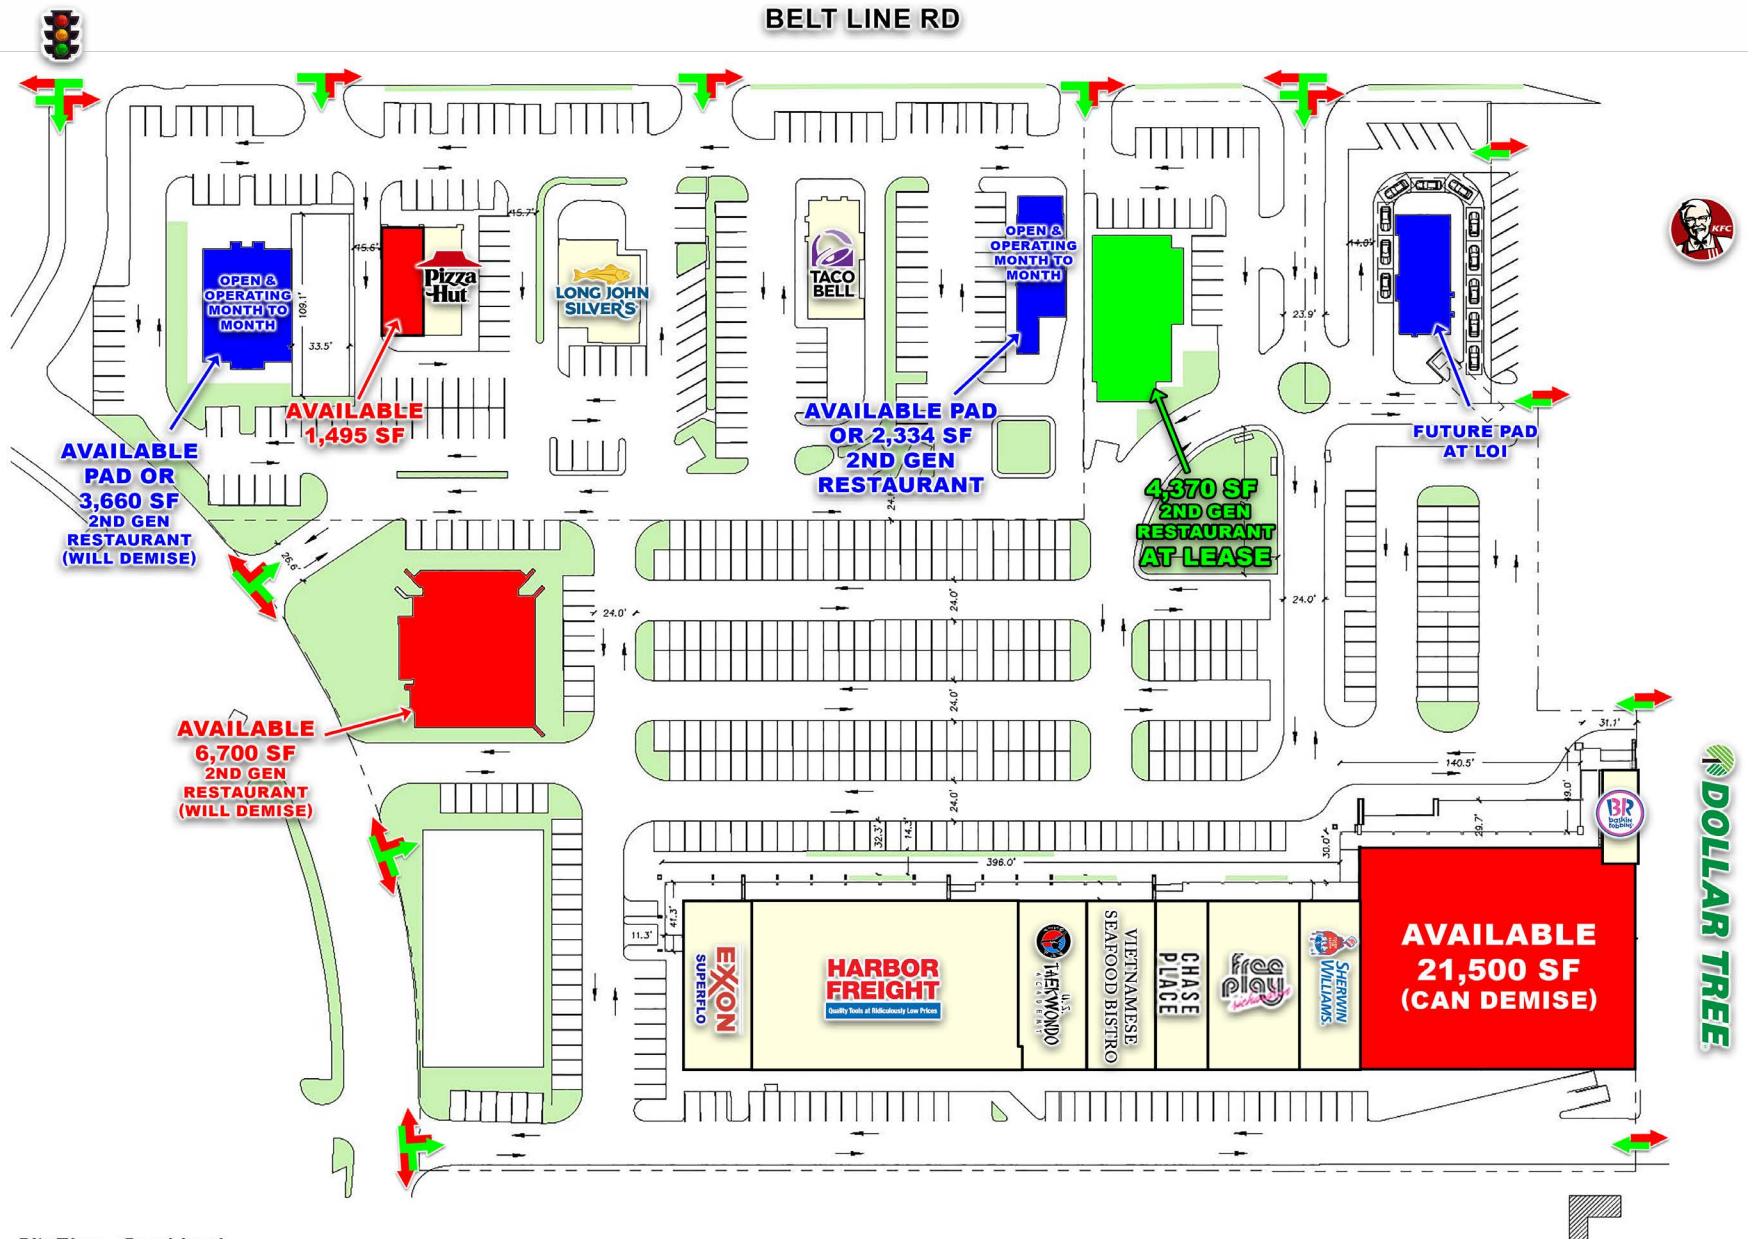 BELT LINE RD
KFC
15.7'
15.6'
14.0'
OPEN &
OPERATING
MONTH TO
MONTH
109.1'
33.5'
Pizza
Hut
LONG JOHN
SILVER'S
TACO
BELL
OPEN &
OPERATING
MONTH TO
MONTH
23.9'
AVAILABLE
1,495 SF
AVAILABLE PAD
OR 2,334 SF
2ND GEN
RESTAURANT
FUTURE PAD
AT LOI
AVAILABLE
PAD OR
3,660 SF
2ND GEN
RESTAURANT
(WILL DEMISE)
4,370 SF
2ND GEN
RESTAURANT
AT LEASE
26.6'
24.0'
24.0'
24.0'
24.0'
24.0'
AVAILABLE
6,700 SF
2ND GEN
RESTAURANT
(WILL DEMISE)
31.1'
140.5'
49.0'
29.7'
BR
baskin
robbins
DOLLAR TREE
32.3'
14.3'
30.0'
396.0'
41.3'
11.3'
EXXON
SUPERFLO
HARBOR
FREIGHT
Quality Tools at Ridiculously Low Prices
U.S.
TAEKWONDO
ACADEMY
VIETNAMESE
SEAFOOD BISTRO
CHASE
PLACE
play
SHERWIN
WILLIAMS.
AVAILABLE
21,500 SF
(CAN DEMISE)